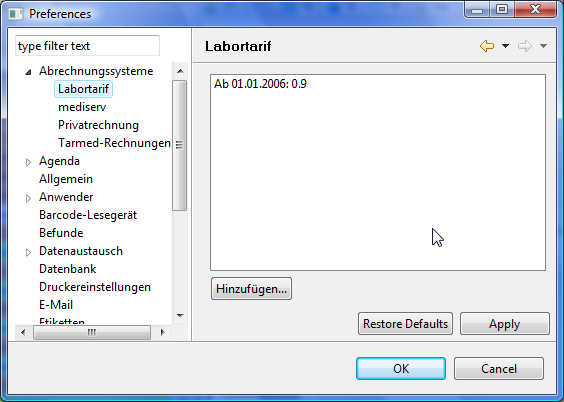 Preferences
type filter text
Abrechnungssysteme
Labortarif
mediserv
Privatrechnung
Tarmed-Rechnungen
Agenda
Allgemein
Anwender
Barcode-Lesegerät
Befunde
Datenaustausch
Datenbank
Druckereinstellungen
E-Mail
Etiketten
Labortarif
Ab 01.01.2006: 0.9
Hinzufügen...
Restore Defaults
Apply
OK
Cancel